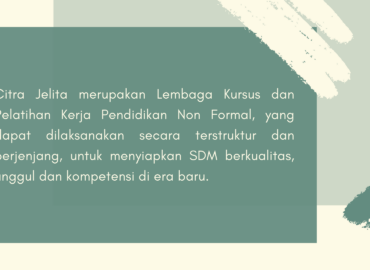 Citra Jelita merupakan Lembaga Kursus dan
Pelatihan Kerja Pendidikan Non Formal, yang
dapat dilaksanakan secara terstruktur dan
berjenjang, untuk menyiapkan SDM berkualitas,
unggul dan kompetensi di era baru.